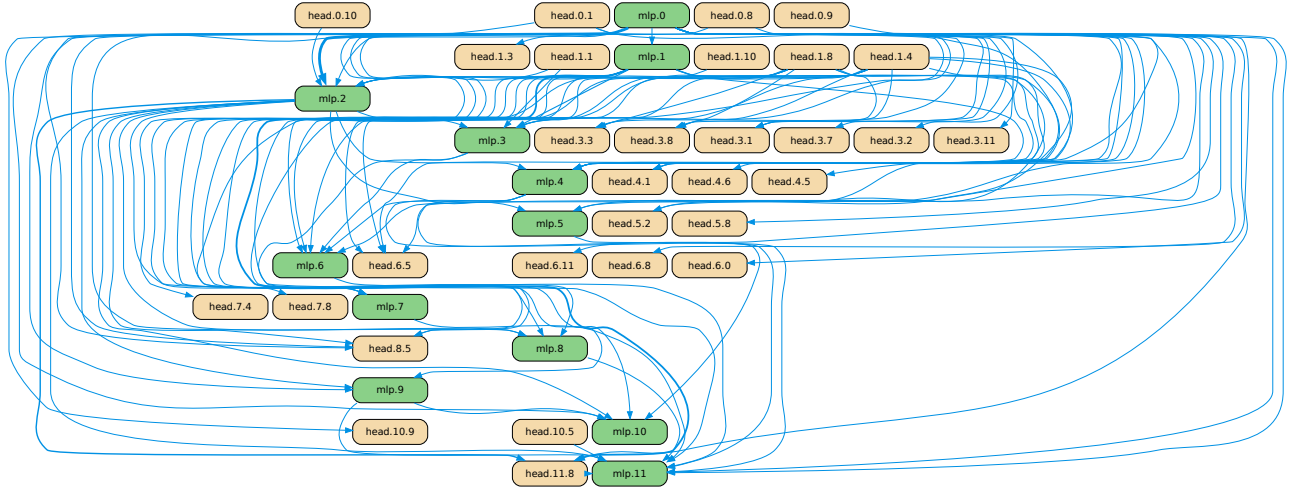 head.0.10 head.0.1 mlp.0 head.0.8 head.0.9
head.1.3 head.1.1 mlp.1 head.1.10 head.1.8 head.1.4
mlp.2
mlp.3 head.3.3 head.3.8 head.3.1 head.3.7 head.3.2 head.3.11
mlp.4 head.4.1 head.4.6 head.4.5
mlp.5 head.5.2 head.5.8
mlp.6 head.6.5 head.6.11 head.6.8 head.6.0
head.7.4 head.7.8 mlp.7
head.8.5 mlp.8
mlp.9
head.10.9 head.10.5 mlp.10
head.11.8 mlp.11